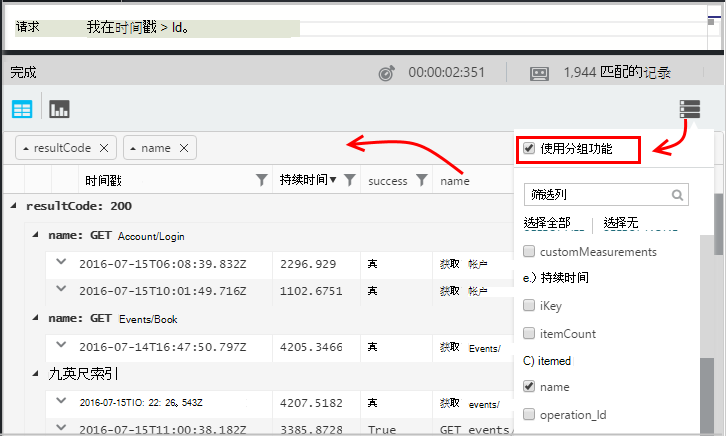 请求 我在时间戳 > Id。
完成 00:00:02:351 1,944 匹配的记录
resultCode name
使用分组功能
时间戳 持续时间 success name
筛选列
resultCode: 200
选择全部 选择无
name: GET Account/Login
customMeasurements
2016-07-15T06:08:39.832Z 2296.929 真 获取 帐户
e.) 持续时间
2016-07-15T10:01:49.716Z 1102.6751 真 获取 帐户
iKey
name: GET Events/Book
itemCount
2016-07-14T16:47:50.797Z 4205.3466 真 获取 Events/
C) itemed
九英尺索引
name
2016-07-15TIO: 22: 26。543Z 4207.5182 真 获取 events/
operation_Id
2016-07-15T11:00:38.182Z 3385.8728 True GET events/